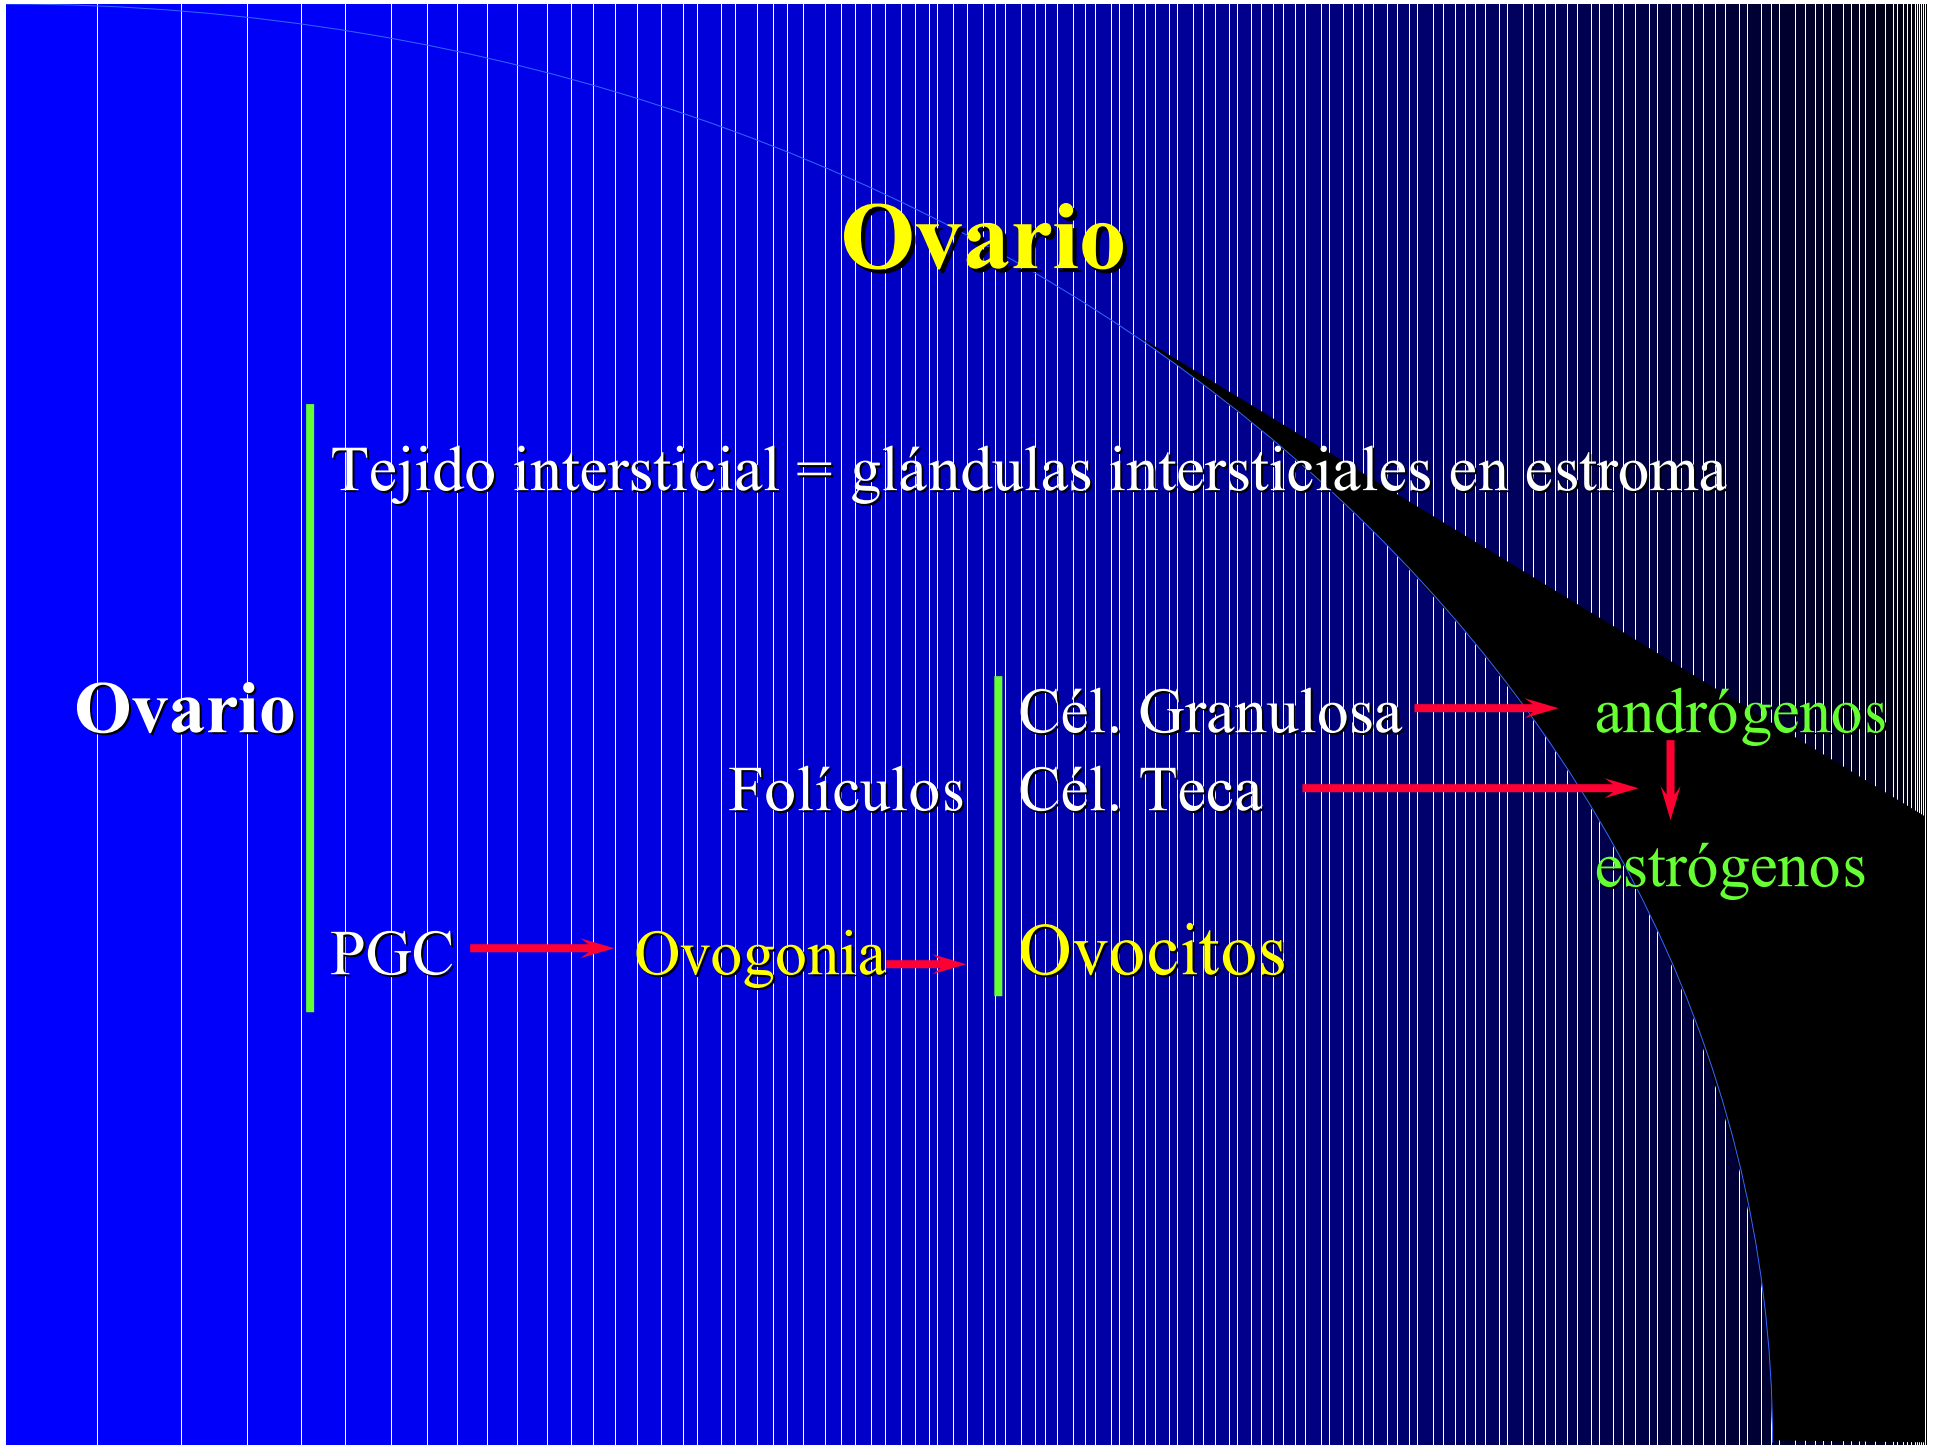 Ovario
Tejido intersticial = glándulas intersticiales en estroma
Ovario
Cél. Granulosa andrógenos
Folículos Cél. Teca
estrógenos
PGC Ovogonia Ovocitos